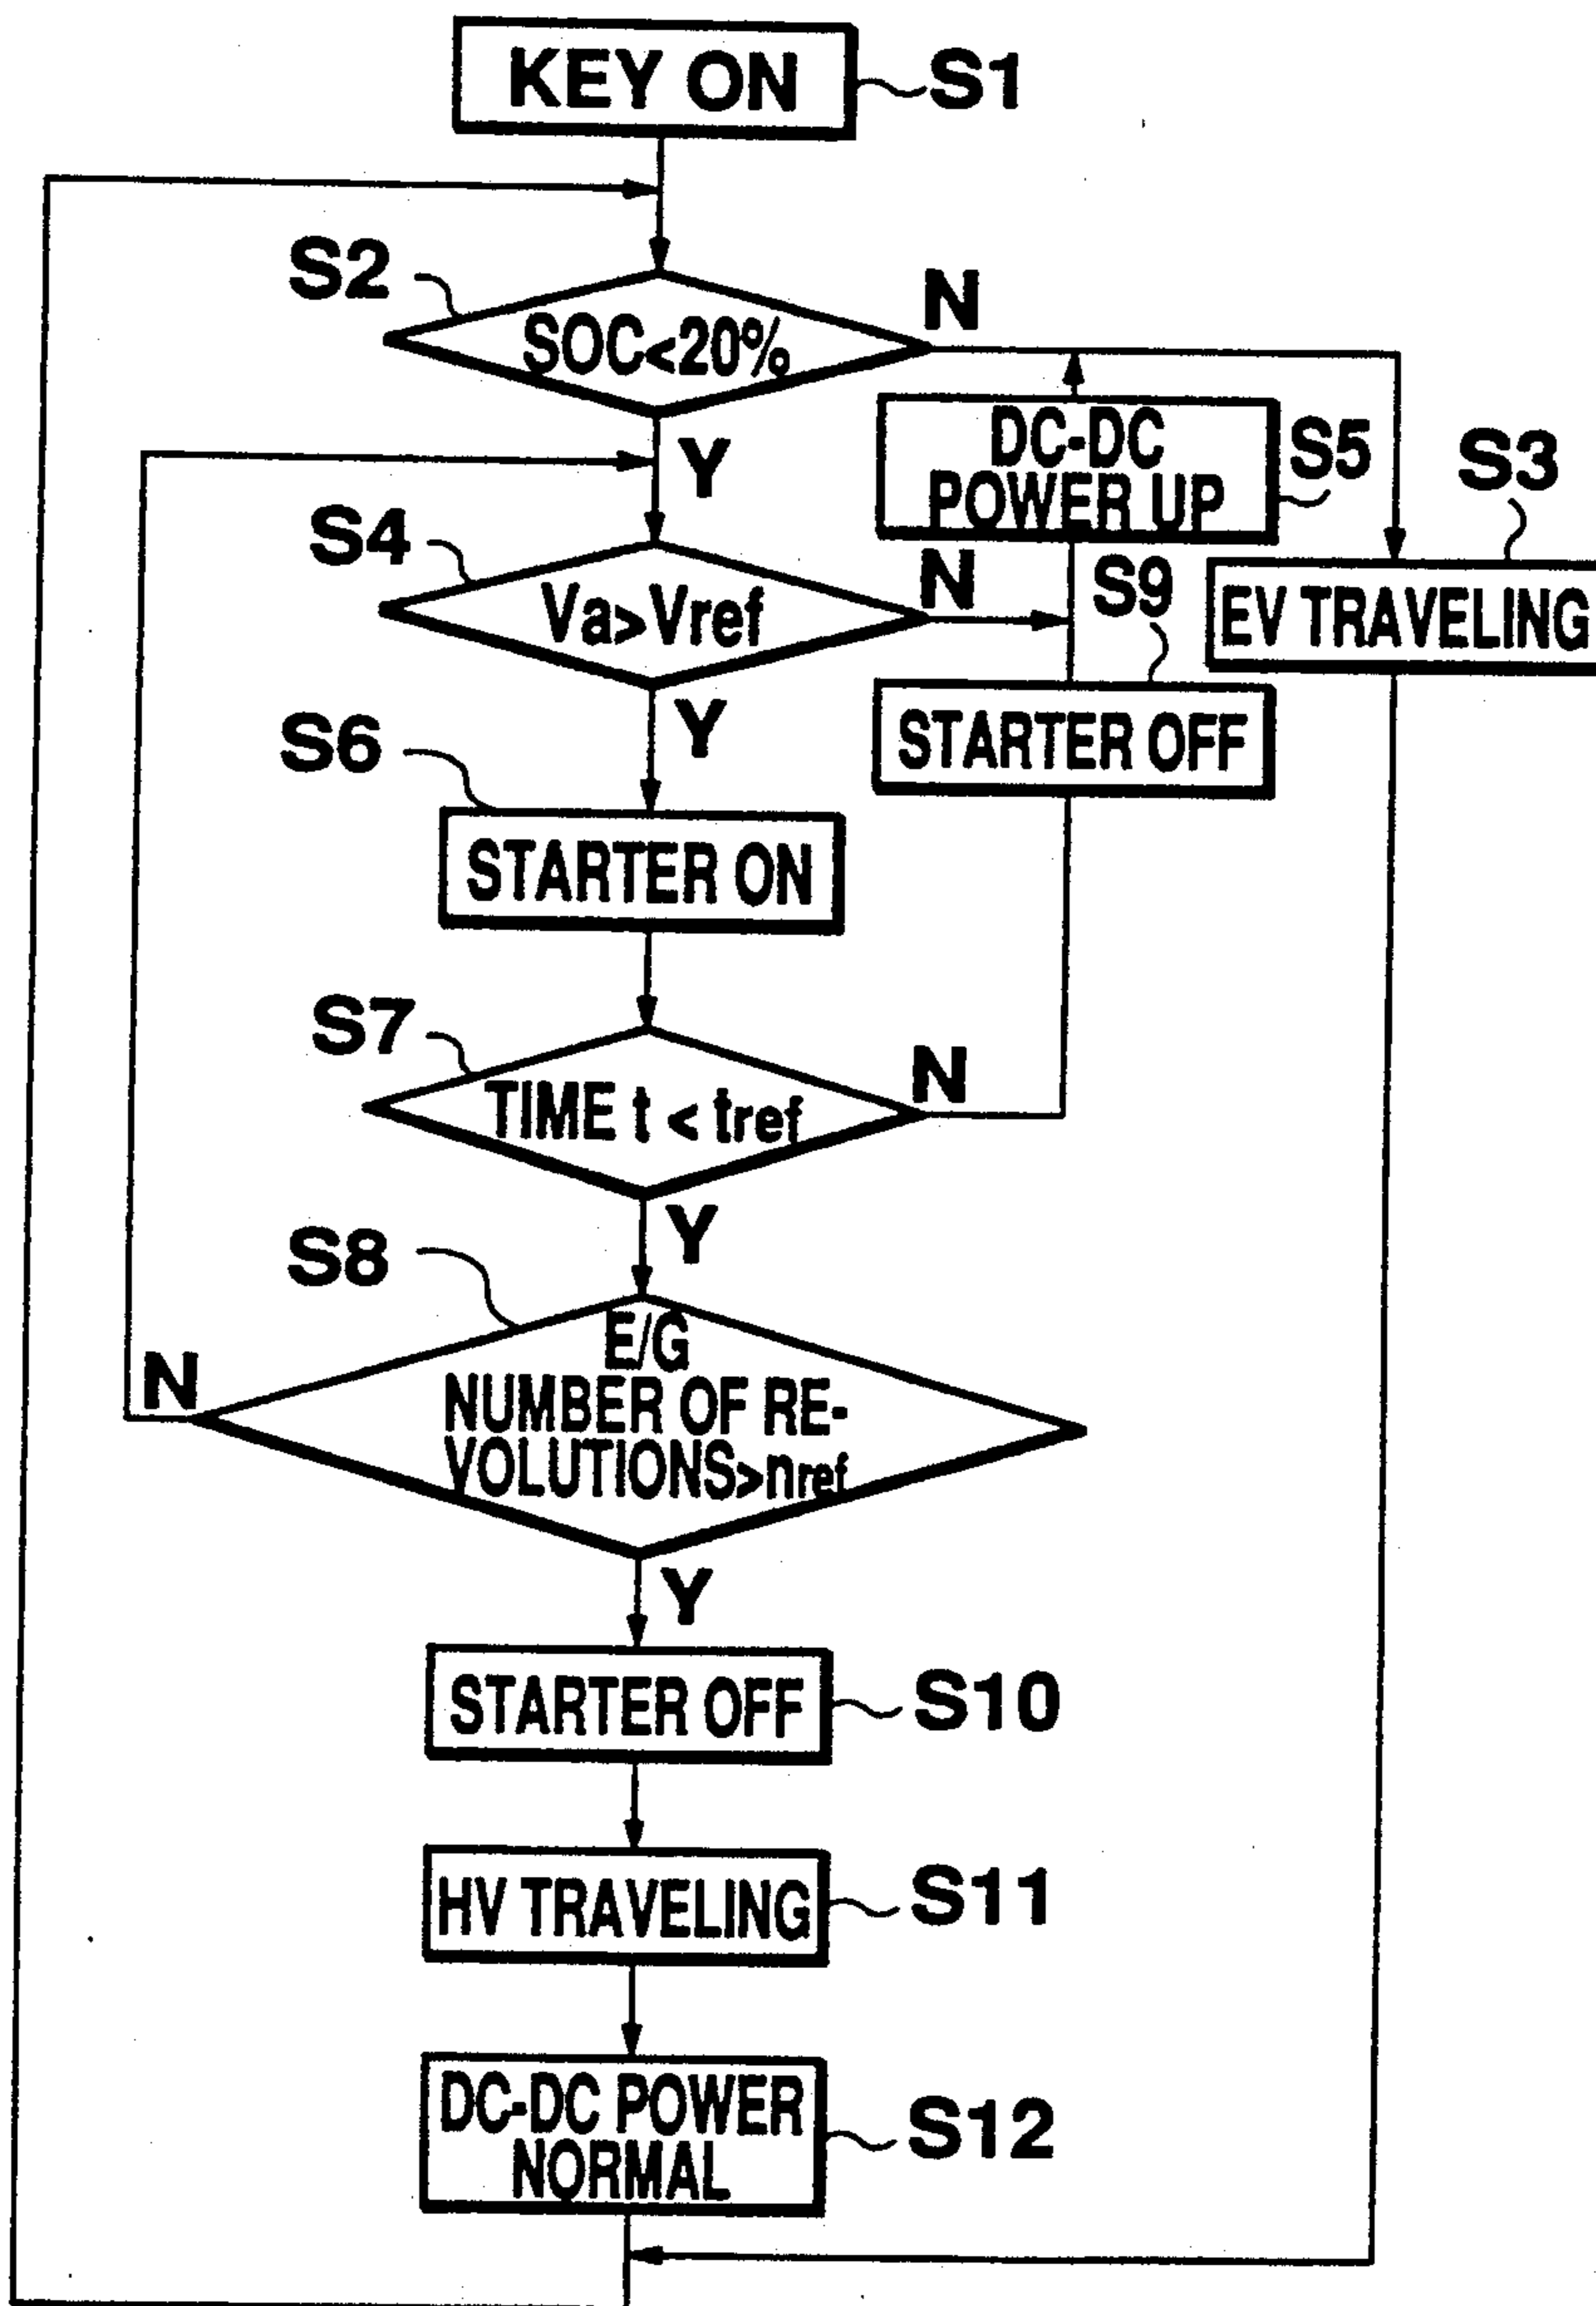 KEY ON
S1
S2
SOC<20%
N
Y
DC-DC
POWER UP
S5
S3
EV TRAVELING
S4
Va>Vref
N
Y
S9
STARTER OFF
S6
STARTER ON
S7
TIME t < tref
N
Y
S8
E/G
NUMBER OF RE-
VOLUTIONS>nref
N
Y
STARTER OFF
S10
HV TRAVELING
S11
DC-DC POWER
NORMAL
S12